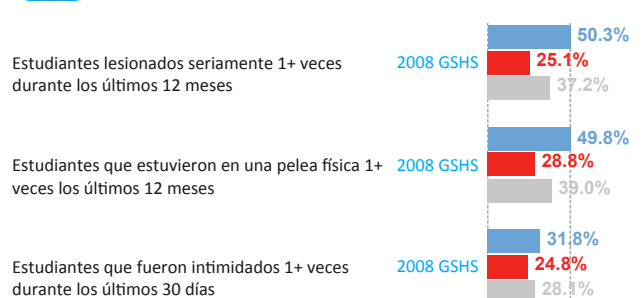 50.3%
Estudiantes lesionados seriamente 1+ veces 2008 GSHS 25.1%
durante los últimos 12 meses 37.2%
49.8%
Estudiantes que estuvieron en una pelea física 1+ 2008 GSHS 28.8%
veces los últimos 12 meses 39.0%
31.8%
Estudiantes que fueron intimidados 1+ veces 2008 GSHS 24.8%
durante los últimos 30 días 28.1%